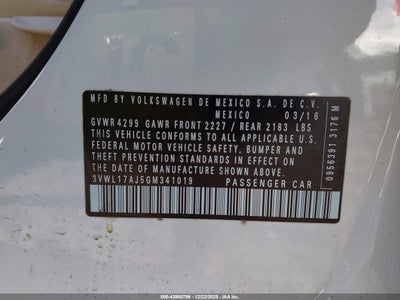 MFD BY VOLKSWAGEN DE MEXICO S.A. DE C.V.
MEXICO 03/16
GVWR 4299 GAWR FRONT 2227 / REAR 2183 LBS
THIS VEHICLE CONFORMS TO ALL APPLICABLE U.S.
FEDERAL MOTOR VEHICLE SAFETY, BUMPER AND
THEFT PREVENTION STANDARDS IN EFFECT ON
THE DATE OF MANUFACTURE SHOWN ABOVE.
3VWL17AJ5GM341019 PASSENGER CAR
0956391 3176 M